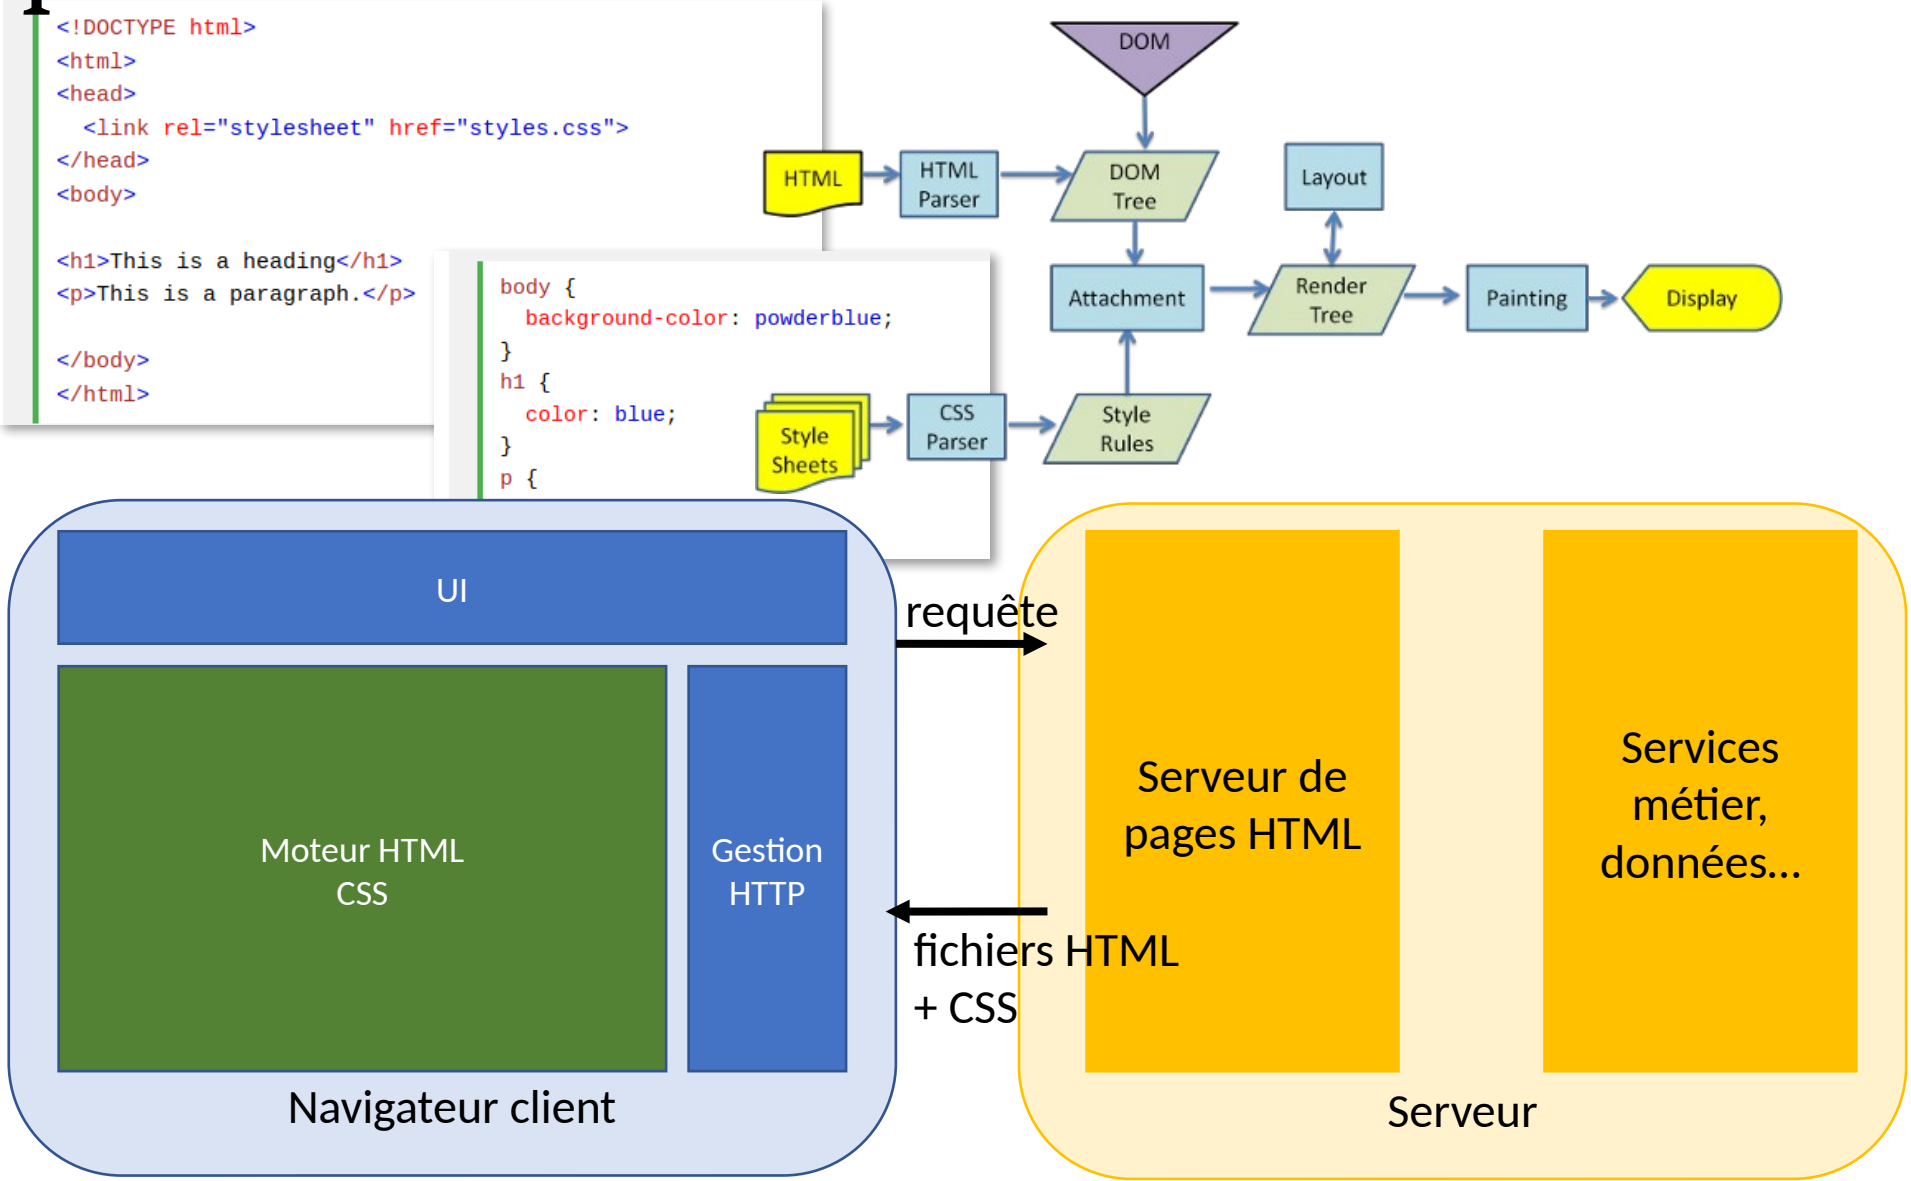 <!DOCTYPE html>
<html>
<head>
<link rel="stylesheet" href="styles.css">
</head>
<body>
<h1>This is a heading</h1>
<p>This is a paragraph.</p>
</body>
</html>
body {
background-color: powderblue;
}
h1 {
color: blue;
}
p {
DOM
HTML
HTML
Parser
DOM
Tree
Layout
Attachment
Render
Tree
Painting
Display
Style
Sheets
CSS
Parser
Style
Rules
UI
Moteur HTML
CSS
Gestion
HTTP
Navigateur client
requête
fichiers HTML
+ CSS
Serveur de
pages HTML
Services
métier,
données...
Serveur